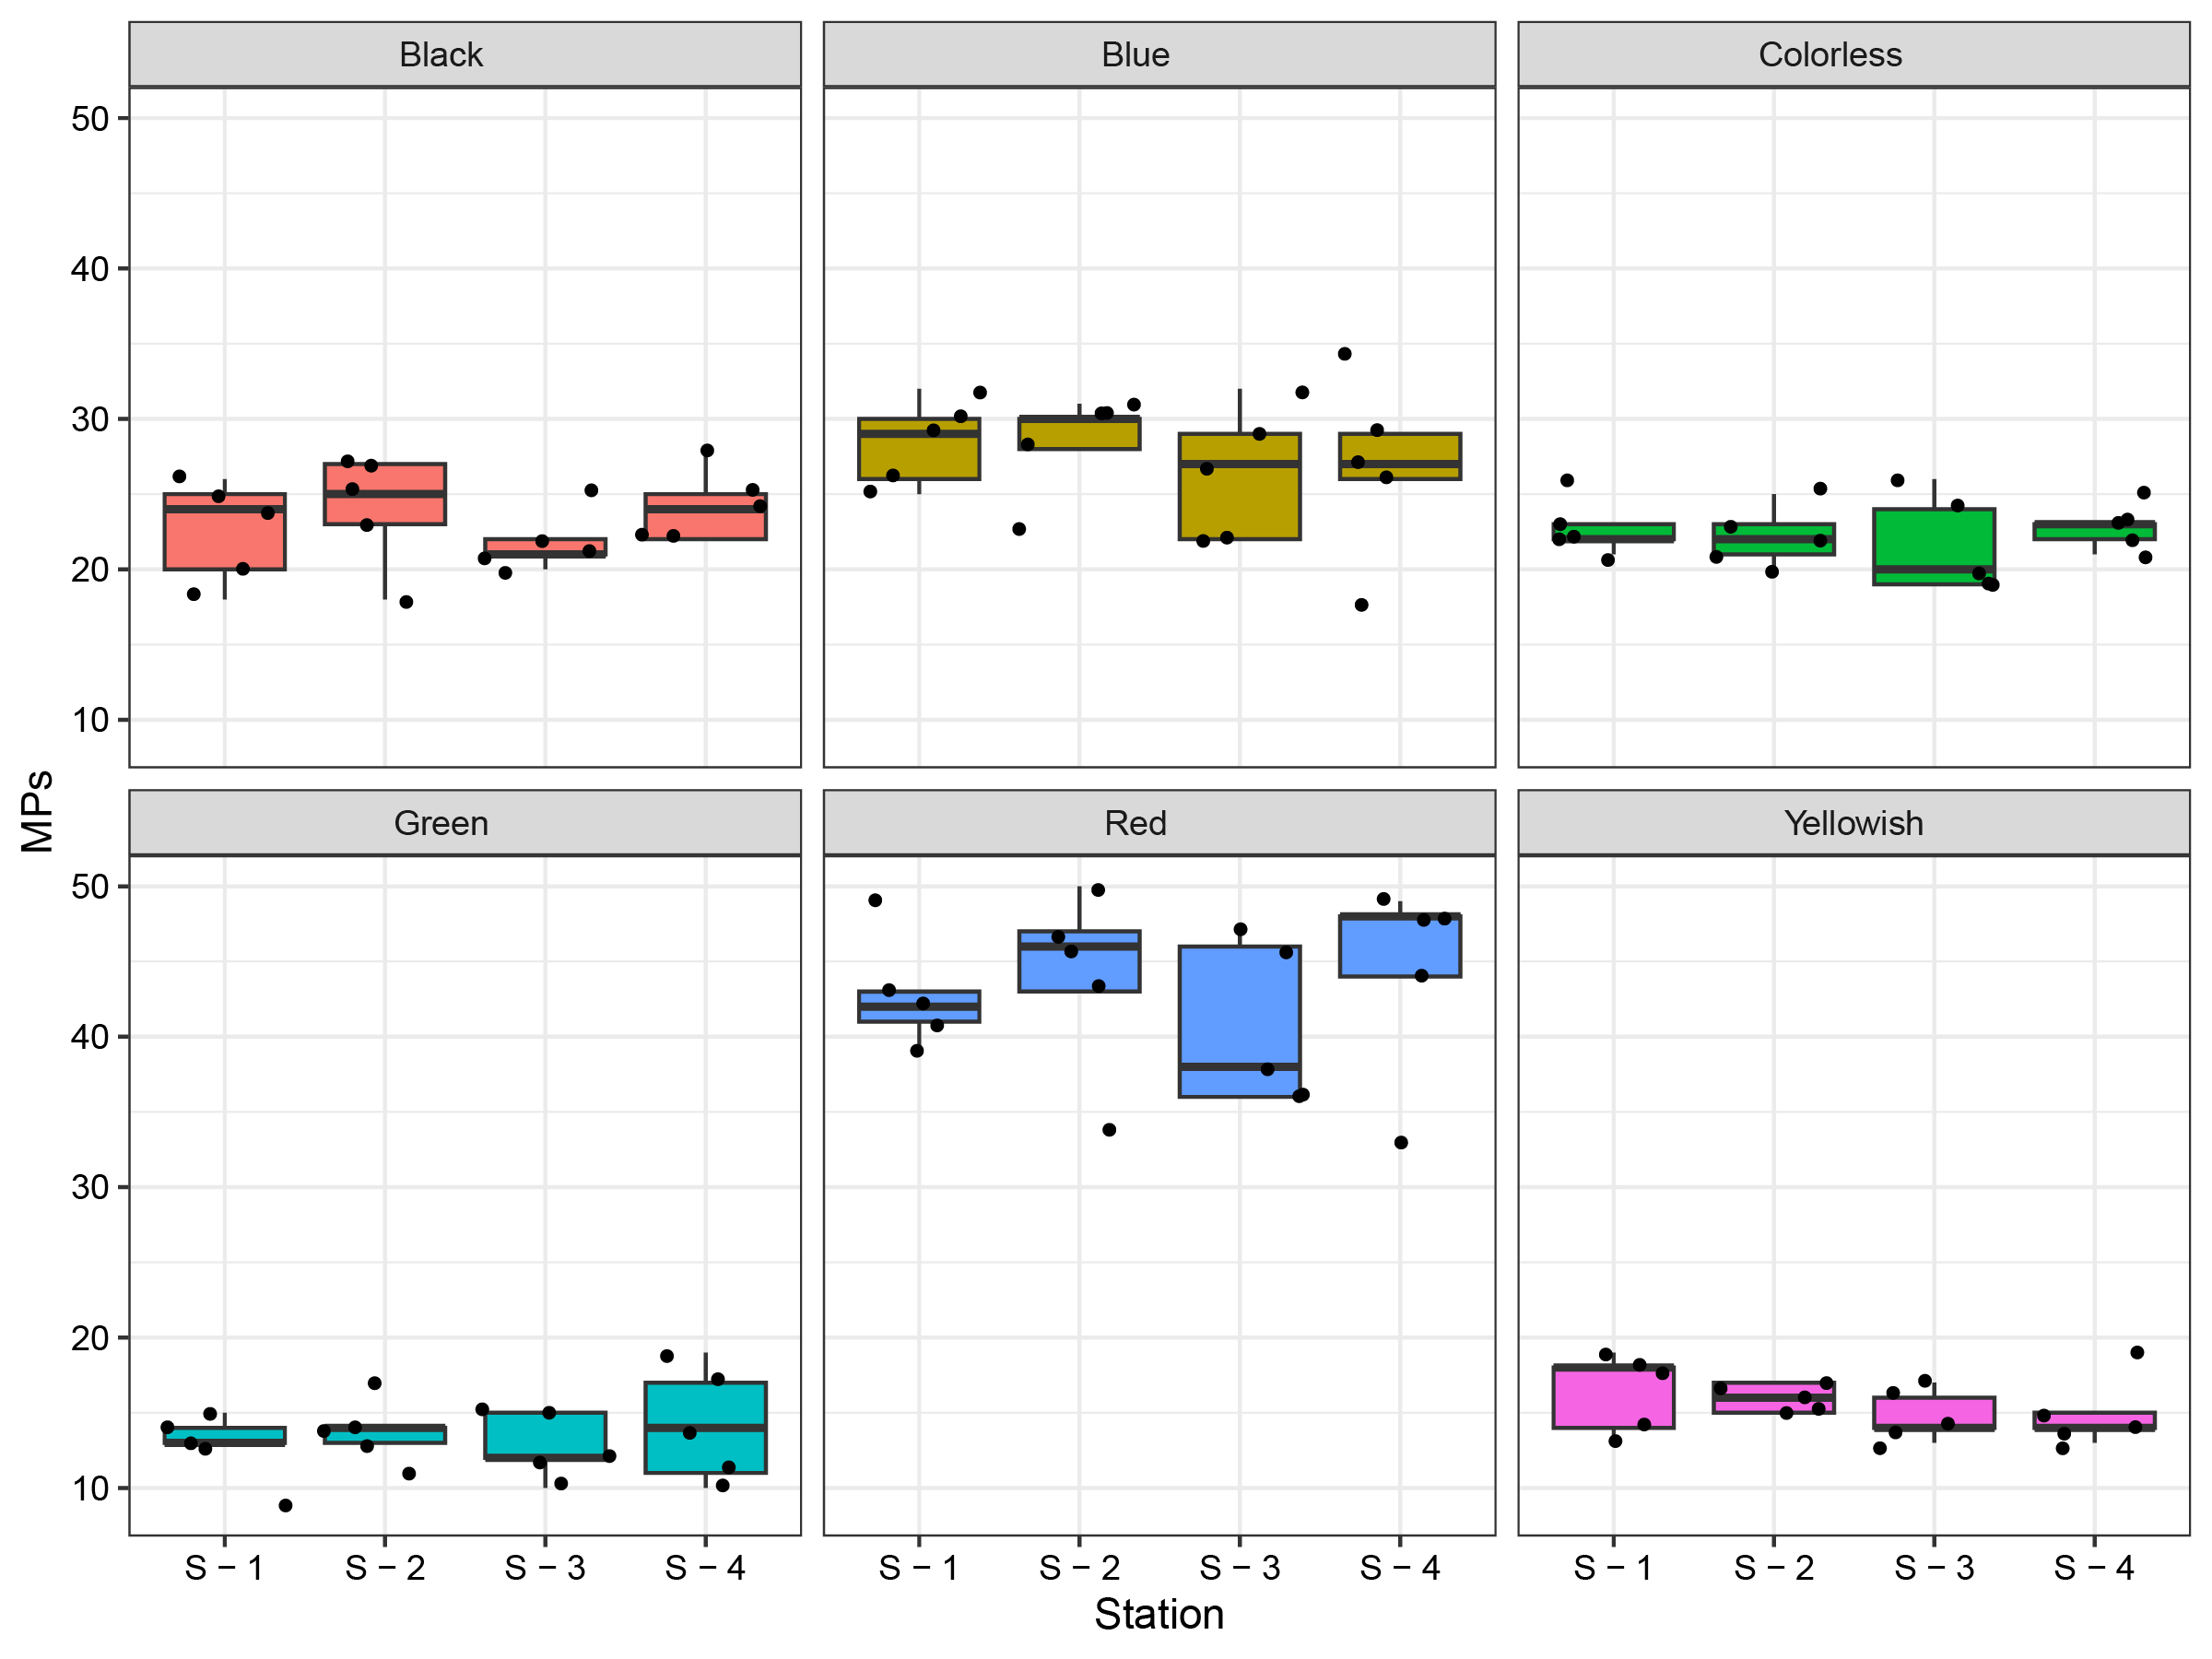 Black
Blue
Colorless
50
40
30
20
10
MPs
Green
Red
Yellowish
50
40
30
20
10
S – 1
S – 2
S – 3
S – 4
S – 1
S – 2
S – 3
S – 4
S – 1
S – 2
S – 3
S – 4
Station